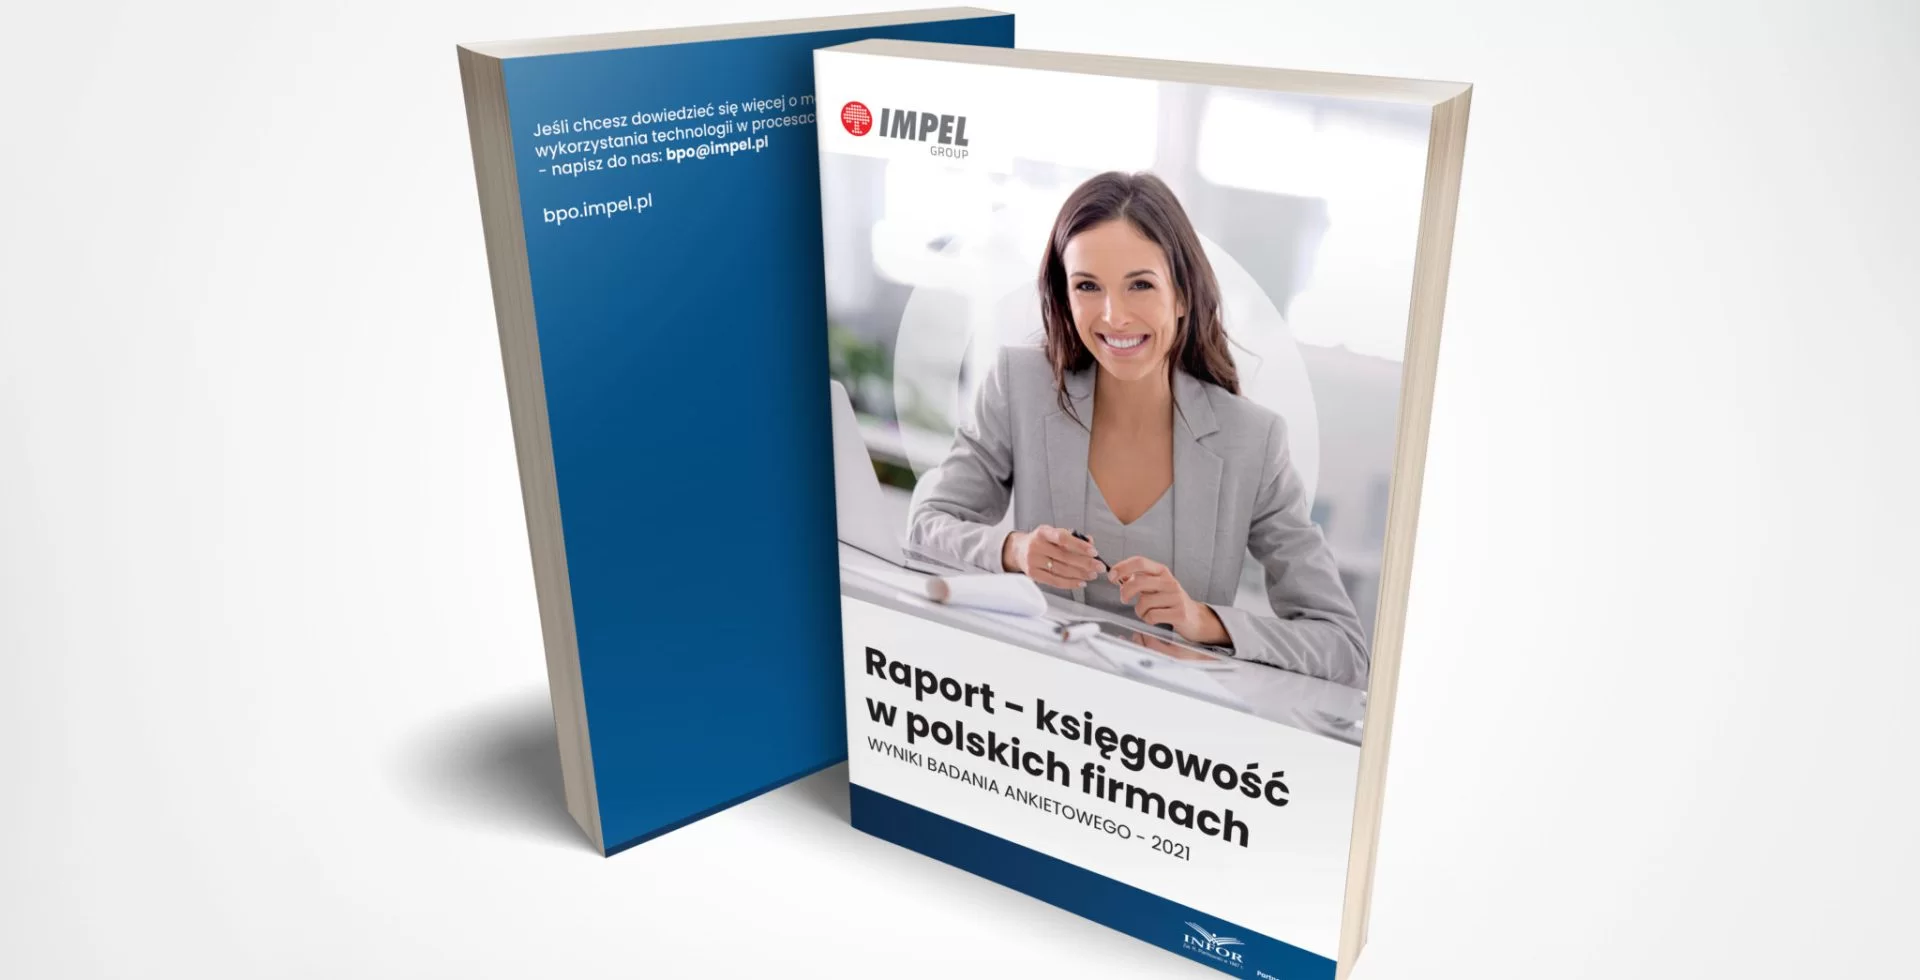 Jeśli chcesz dowiedzieć się więcej o
wykorzystania technologii w
- napisz do nas: bpo@impel.pl
bpo.impel.pl
IMPEL
GROUP
Raport - księgowość
w polskich firmach
WYNIKI BADANIA ANKIETOWEGO - 2021
INFOR